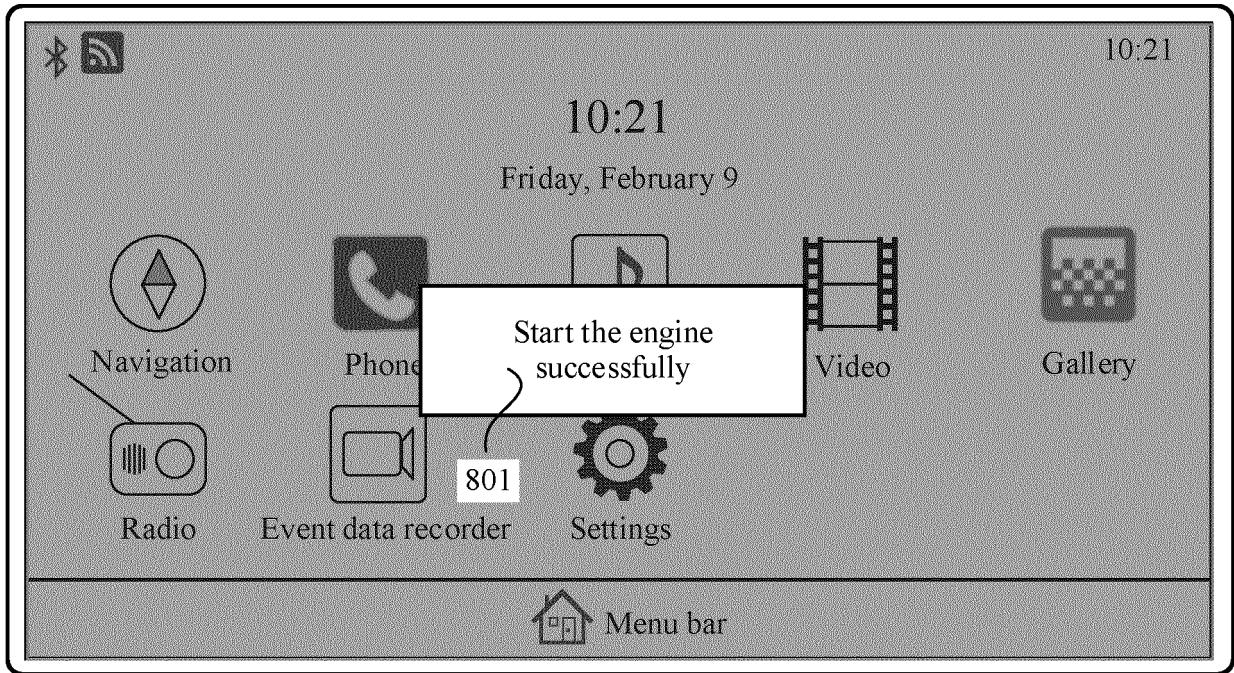 10:21
10:21
Friday, February 9
Start the engine
successfully
Navigation
Phone
Video
Gallery
801
Radio
Event data recorder
Settings
Menu bar